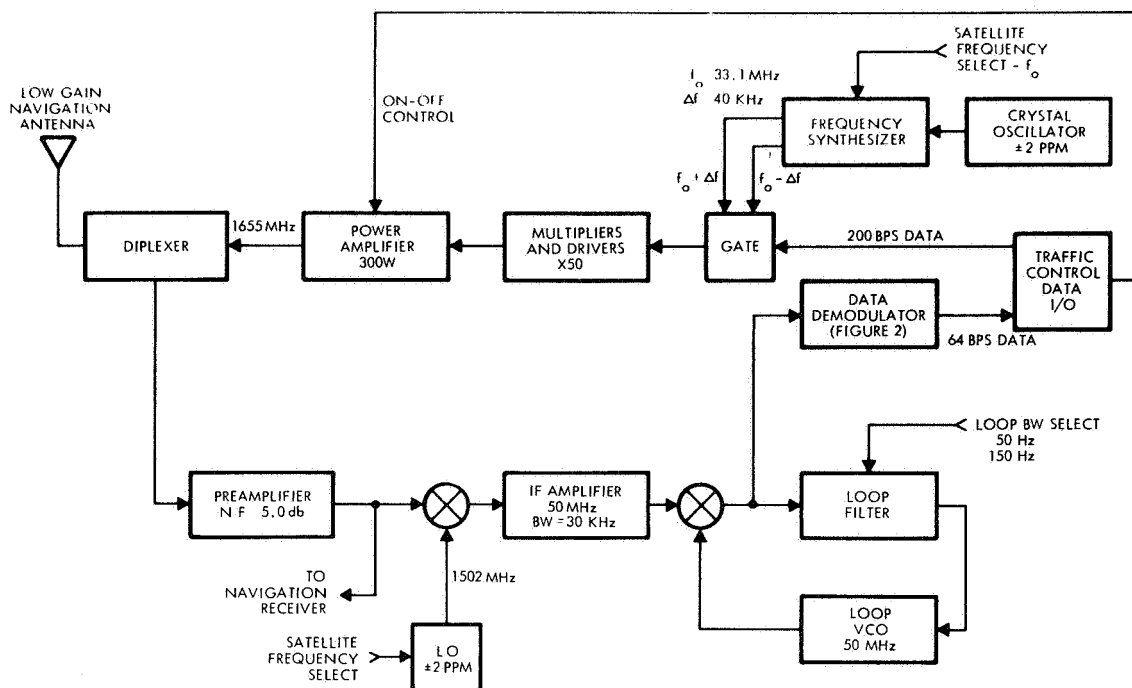 SATELLITE
FREQUENCY
SELECT - f_o
f_o 33.1 MHz
Δf 40 KHz
LOW GAIN
NAVIGATION
ANTENNA
ON-OFF
CONTROL
FREQUENCY
SYNTHESIZER
CRYSTAL
OSCILLATOR
±2 PPM
f_o + Δf
f_o - Δf
DIPLEXER
1655 MHz
POWER
AMPLIFIER
300W
MULTIPLIERS
AND DRIVERS
X50
GATE
200 BPS DATA
TRAFFIC
CONTROL
DATA
I/O
DATA
DEMODULATOR
(FIGURE 2)
64 BPS DATA
LOOP BW SELECT
50 Hz
150 Hz
PREAMPLIFIER
N F 5.0 db
IF AMPLIFIER
50 MHz
BW = 30 KHz
LOOP
FILTER
TO
NAVIGATION
RECEIVER
1502 MHz
SATELLITE
FREQUENCY
SELECT
LO
±2 PPM
LOOP
VCO
50 MHz